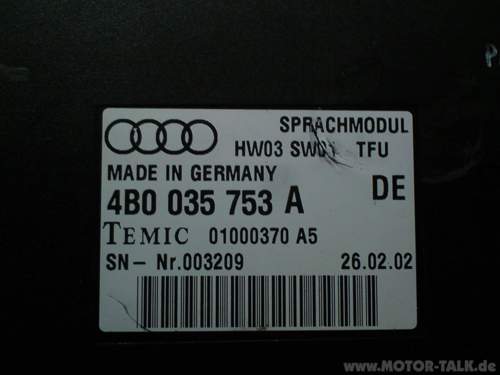 SPRACHMODUL
HW03 SW01 TFU
MADE IN GERMANY
4B0 035 753 A DE
TEMIC 01000370 A5
SN- Nr.003209 26.02.02
www.MOTOR-TALK.de